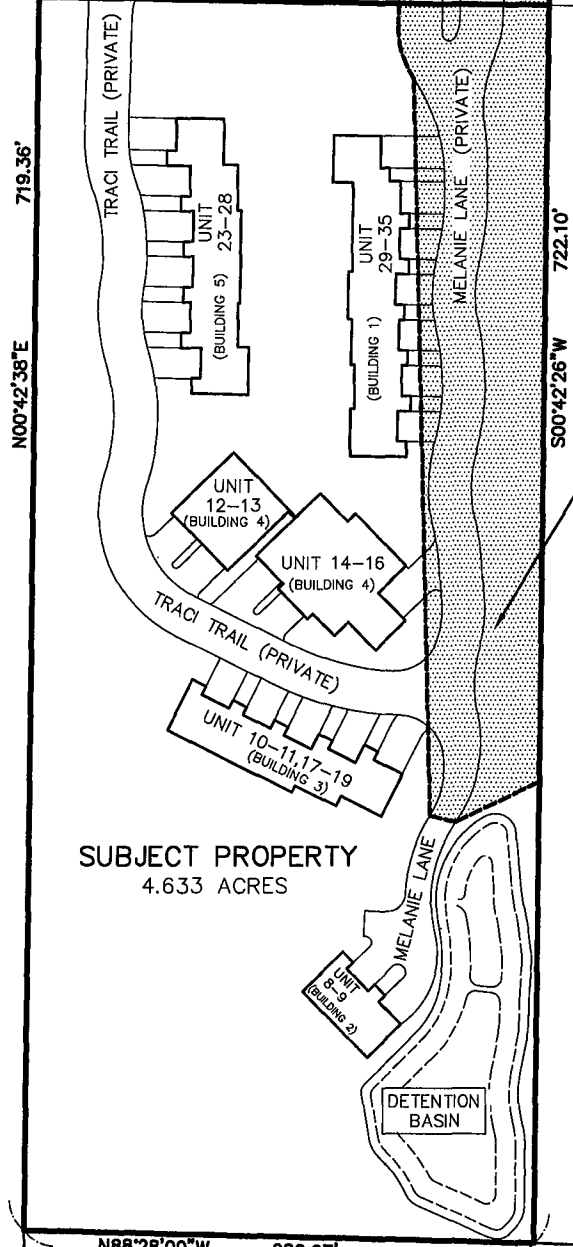 TRACI TRAIL (PRIVATE)
MELANIE LANE (PRIVATE)
719.36'
N00°42'38"E
722.10'
S00°42'26"W
UNIT
23-28
(BUILDING 5)
UNIT
29-35
(BUILDING 1)
UNIT
12-13
(BUILDING 4)
UNIT 14-16
(BUILDING 4)
TRACI TRAIL (PRIVATE)
UNIT 10-11,17-19
(BUILDING 3)
SUBJECT PROPERTY
4.633 ACRES
MELANIE LANE
UNIT
8-9
(BUILDING 2)
DETENTION
BASIN
N88°28'00"W